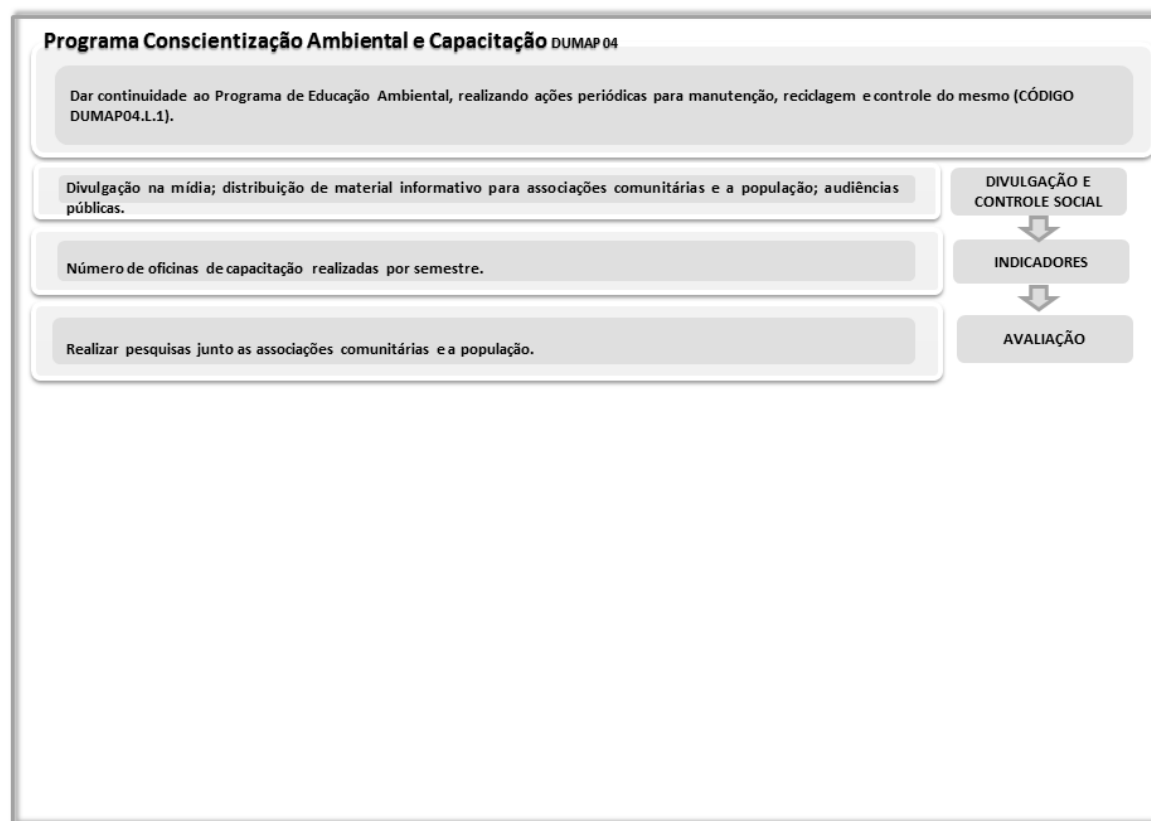 Programa Conscientização Ambiental e Capacitação DUMAP 04
Dar continuidade ao Programa de Educação Ambiental, realizando ações periódicas para manutenção, reciclagem e controle do mesmo (CÓDIGO
DUMAP04.L.1).
Divulgação na mídia; distribuição de material informativo para associações comunitárias e a população; audiências
públicas.
DIVULGAÇÃO E
CONTROLE SOCIAL
Número de oficinas de capacitação realizadas por semestre.
INDICADORES
Realizar pesquisas junto as associações comunitárias e a população.
AVALIAÇÃO